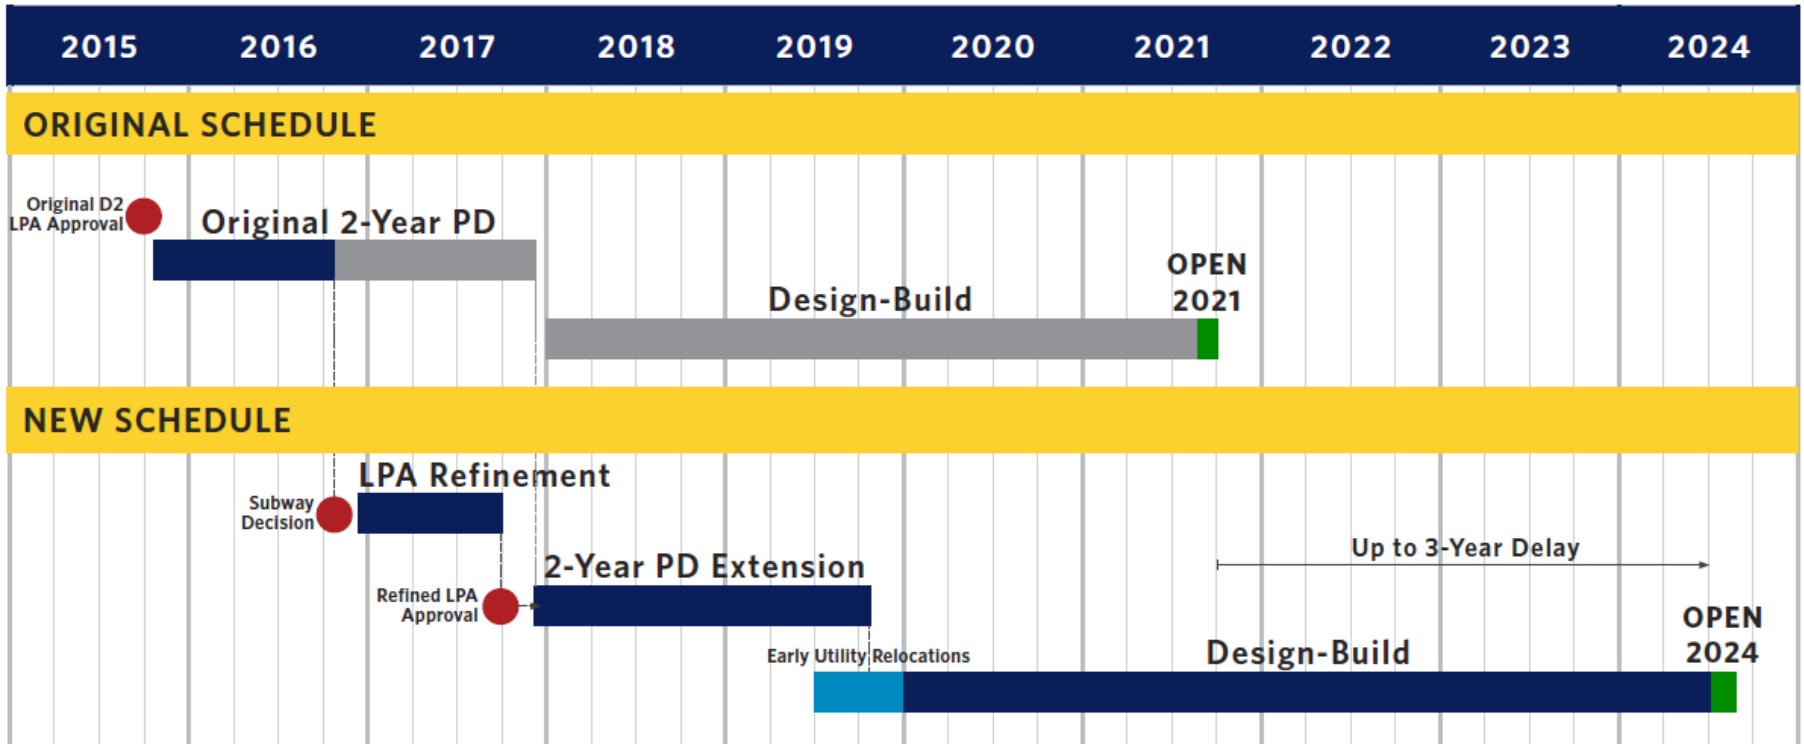 2015 2016 2017 2018 2019 2020 2021 2022 2023 2024
ORIGINAL SCHEDULE
Original D2
LPA Approval
Original 2-Year PD
Design-Build
OPEN
2021
NEW SCHEDULE
LPA Refinement
Subway
Decision
2-Year PD Extension
Refined LPA
Approval
Up to 3-Year Delay
Early Utility Relocations
Design-Build
OPEN
2024